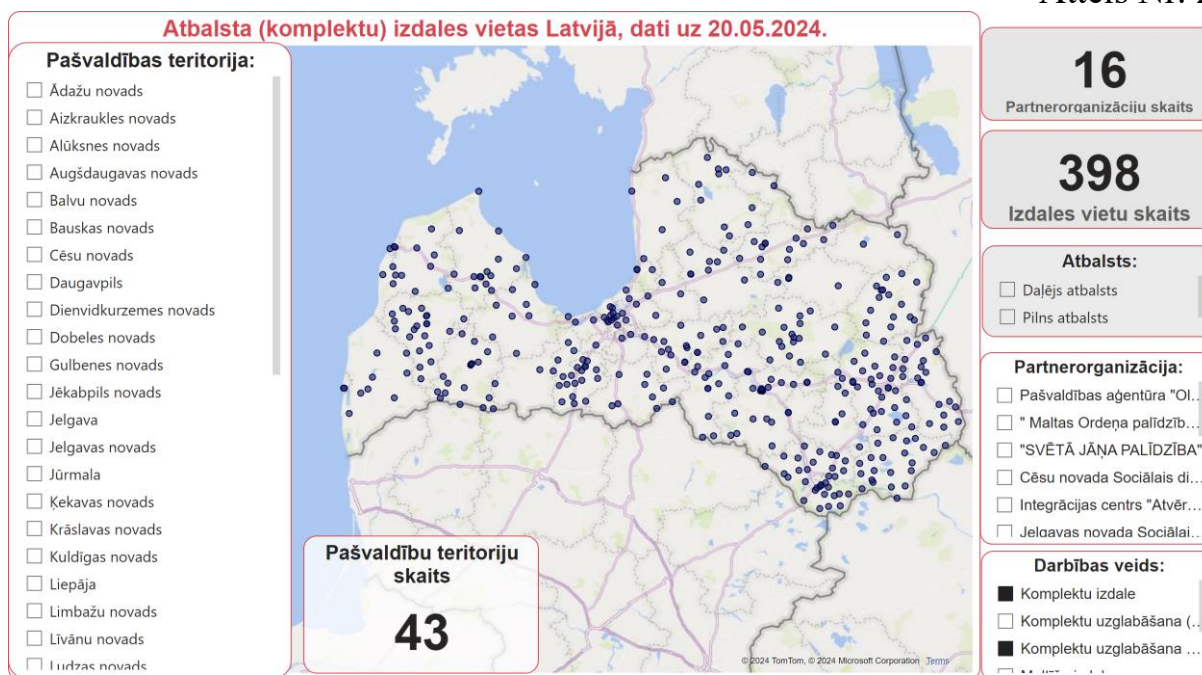 Atbalsta (komplektu) izdales vietas Latvijā, dati uz 20.05.2024.
Pašvaldības teritorija:
Ādažu novads
Aizkraukles novads
Alūksnes novads
Augšdaugavas novads
Balvu novads
Bauskas novads
Cēsu novads
Daugavpils
Dienvidkurzemes novads
Dobeles novads
Gulbenes novads
Jēkabpils novads
Jelgava
Jelgavas novads
Jūrmala
Ķekavas novads
Krāslavas novads
Kuldīgas novads
Liepāja
Limbažu novads
Līvānu novads
Ludzas novads
Pašvaldību teritoriju
skaits
43
© 2024 TomTom, © 2024 Microsoft Corporation Terms
16
Partnerorganizāciju skaits
398
Izdales vietu skaits
Atbalsts:
Daļējs atbalsts
Pilns atbalsts
Partnerorganizācija:
Pašvaldības aģentūra "Ol...
" Maltas Ordeņa palīdzīb...
"SVĒTĀ JĀŅA PALĪDZĪBA"
Cēsu novada Sociālais di...
Integrācijas centrs "Atvēr...
Jelgavas novada Sociālai...
Darbības veids:
Komplektu izdale
Komplektu uzglabāšana (...
Komplektu uzglabāšana ...